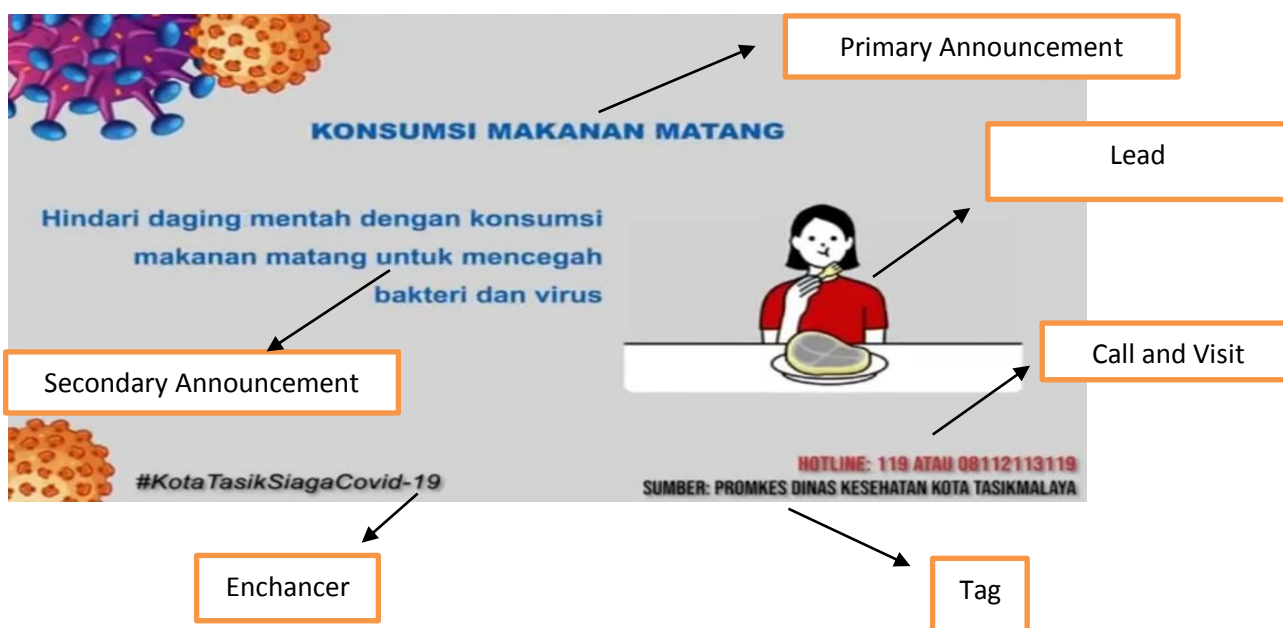 Primary Announcement
KONSUMSI MAKANAN MATANG
Lead
Hindari daging mentah dengan konsumsi
makanan matang untuk mencegah
bakteri dan virus
Call and Visit
Secondary Announcement
#KotaTasikSiagaCovid-19
HOTLINE: 119 ATAU 08112113119
SUMBER: PROMKES DINAS KESEHATAN KOTA TASIKMALAYA
Enchancer
Tag